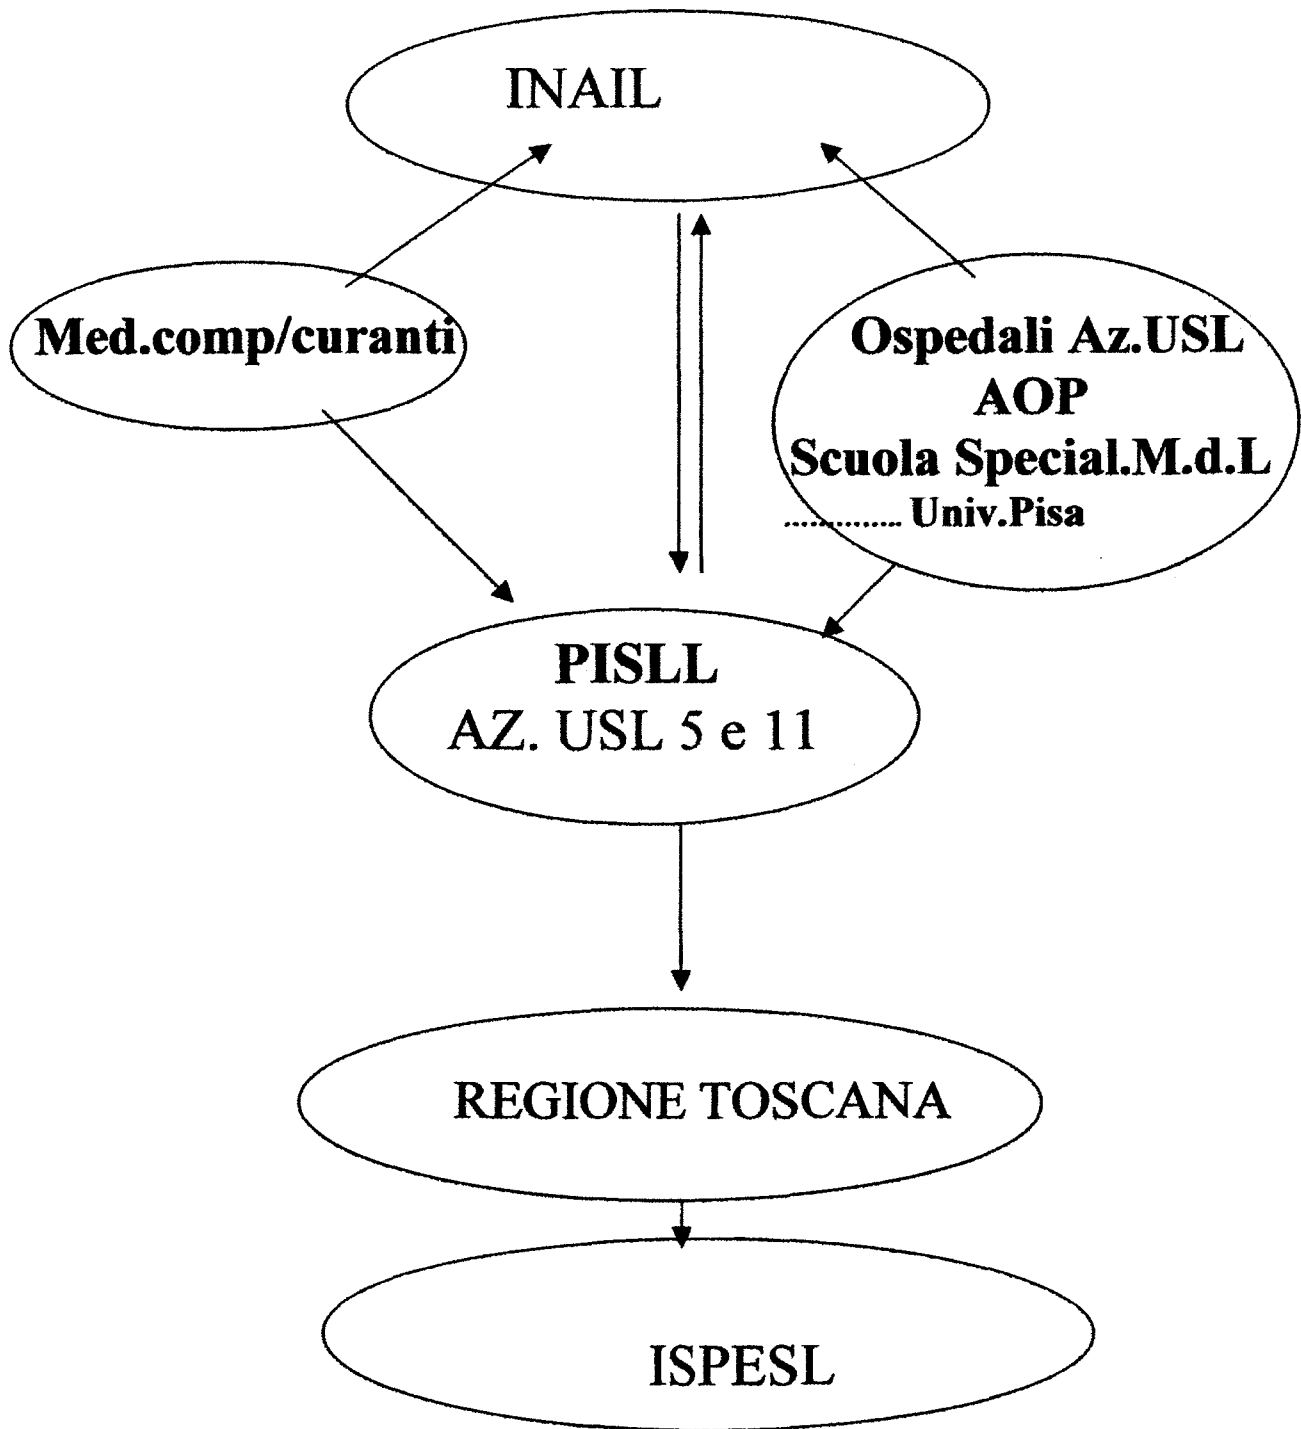 INAIL
Med.comp/curanti
Ospedali Az.USL
AOP
Scuola Special.M.d.L
............. Univ.Pisa
PISLL
AZ. USL 5 e 11
REGIONE TOSCANA
ISPESL